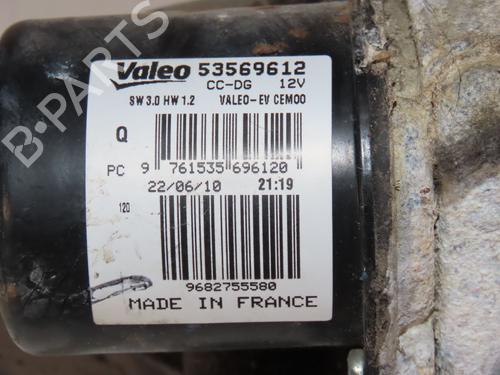 Valeo 53569612
CC-DG 12V
SW 3.0 HW 1.2 VALEO-EV CEM00
Q
PC 9 761535 696120
22/06/10 21:19
120
9682755580
MADE IN FRANCE
B-PARTS